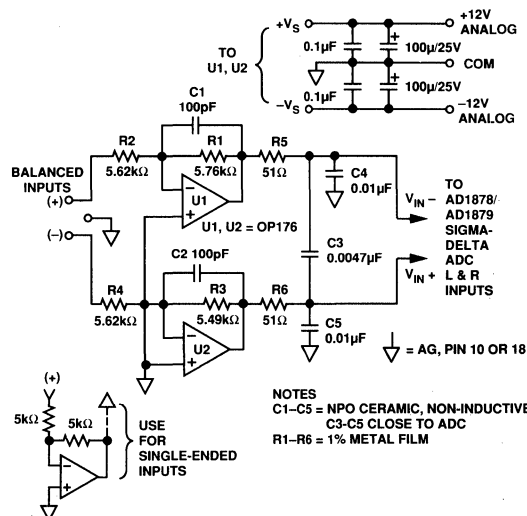 +VS
+12V
ANALOG
TO
U1, U2
0.1µF
+
100µ/25V
COM
0.1µF
+
100µ/25V
−VS
−12V
ANALOG
C1
100pF
R2
5.62kΩ
R1
5.76kΩ
R5
51Ω
BALANCED
INPUTS
(+)
(−)
−
+
U1
U1, U2 = OP176
C4
0.01µF
VIN −
TO
AD1878/
AD1879
SIGMA-
DELTA
ADC
L & R
INPUTS
C3
0.0047µF
VIN +
C2 100pF
R4
5.62kΩ
R3
5.49kΩ
R6
51Ω
−
+
U2
C5
0.01µF
= AG, PIN 10 OR 18
(+)
5kΩ
5kΩ
−
+
USE
FOR
SINGLE-ENDED
INPUTS
NOTES
C1–C5 = NPO CERAMIC, NON-INDUCTIVE
C3-C5 CLOSE TO ADC
R1–R6 = 1% METAL FILM